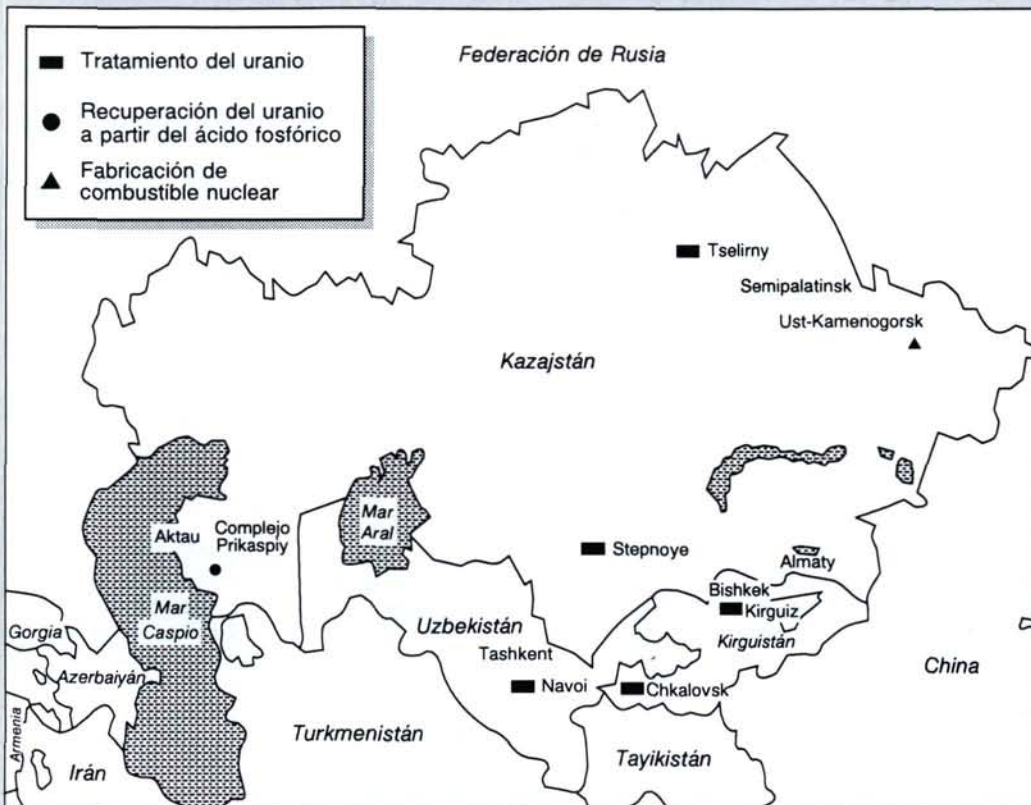 Tratamiento del uranio
Recuperación del uranio
a partir del ácido fosfórico
Fabricación de
combustible nuclear
Federación de Rusia
Tselirny
Semipalatinsk
Ust-Kamenogorsk
Kazajstán
Mar
Aral
Aktau
Complejo
Prikaspiy
Stepnoye
Almaty
Bishkek
Kirguiz
Kirguistán
Mar
Caspio
Gorgia
Uzbekistán
Tashkent
Azerbaiyán
Navoi
Chkalovsk
China
Armenia
Irán
Turkmenistán
Tayikistán